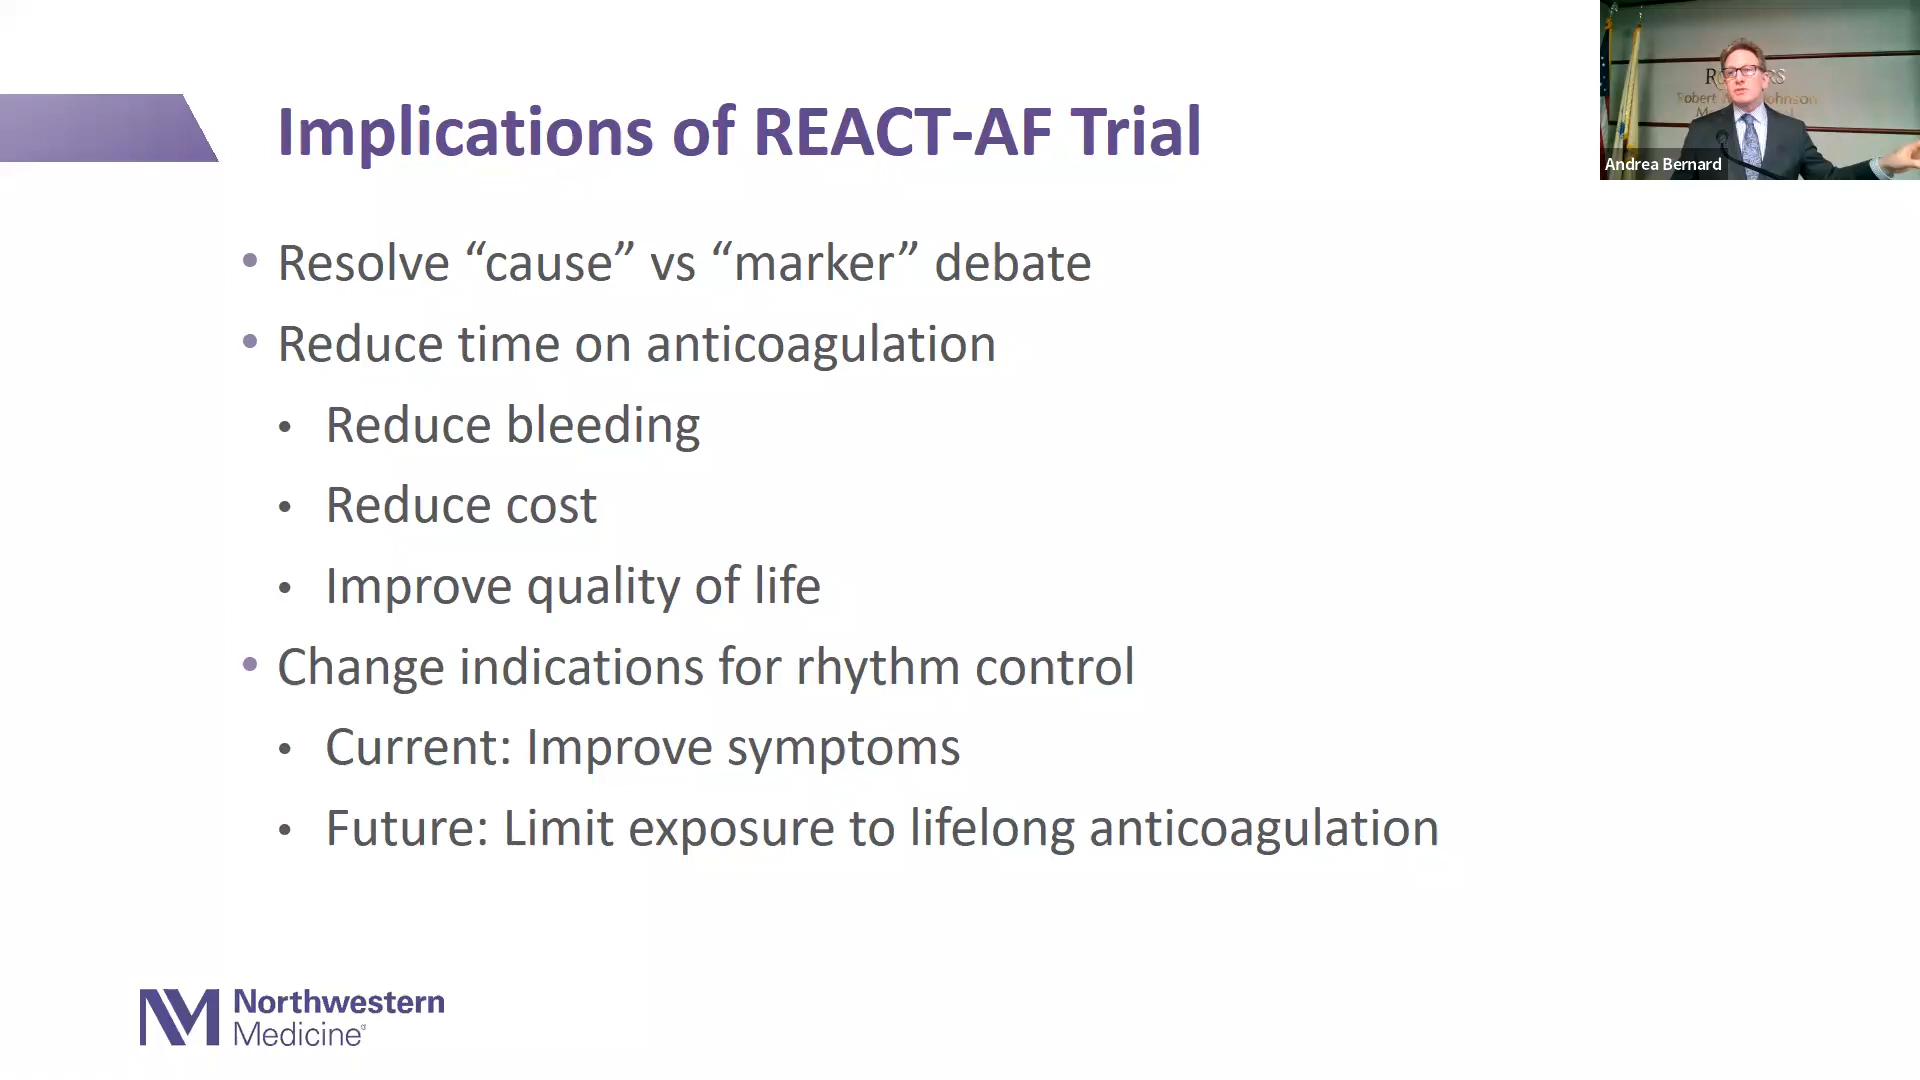 Implications of REACT-AF Trial
• Resolve “cause” vs “marker” debate
• Reduce time on anticoagulation
• Reduce bleeding
• Reduce cost
• Improve quality of life
• Change indications for rhythm control
• Current: Improve symptoms
• Future: Limit exposure to lifelong anticoagulation
Andrea Bernard
NM Northwestern
Medicine